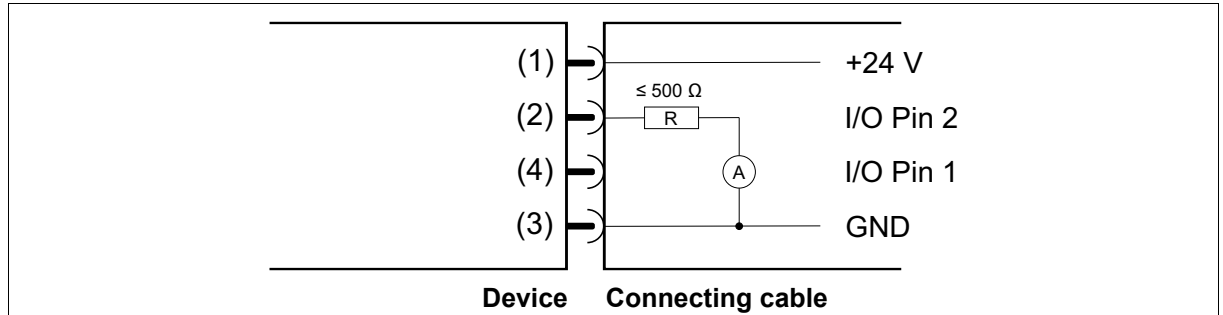 (1) +24 V
≤ 500 Ω
(2) R I/O Pin 2
(4) A I/O Pin 1
(3) GND
Device Connecting cable